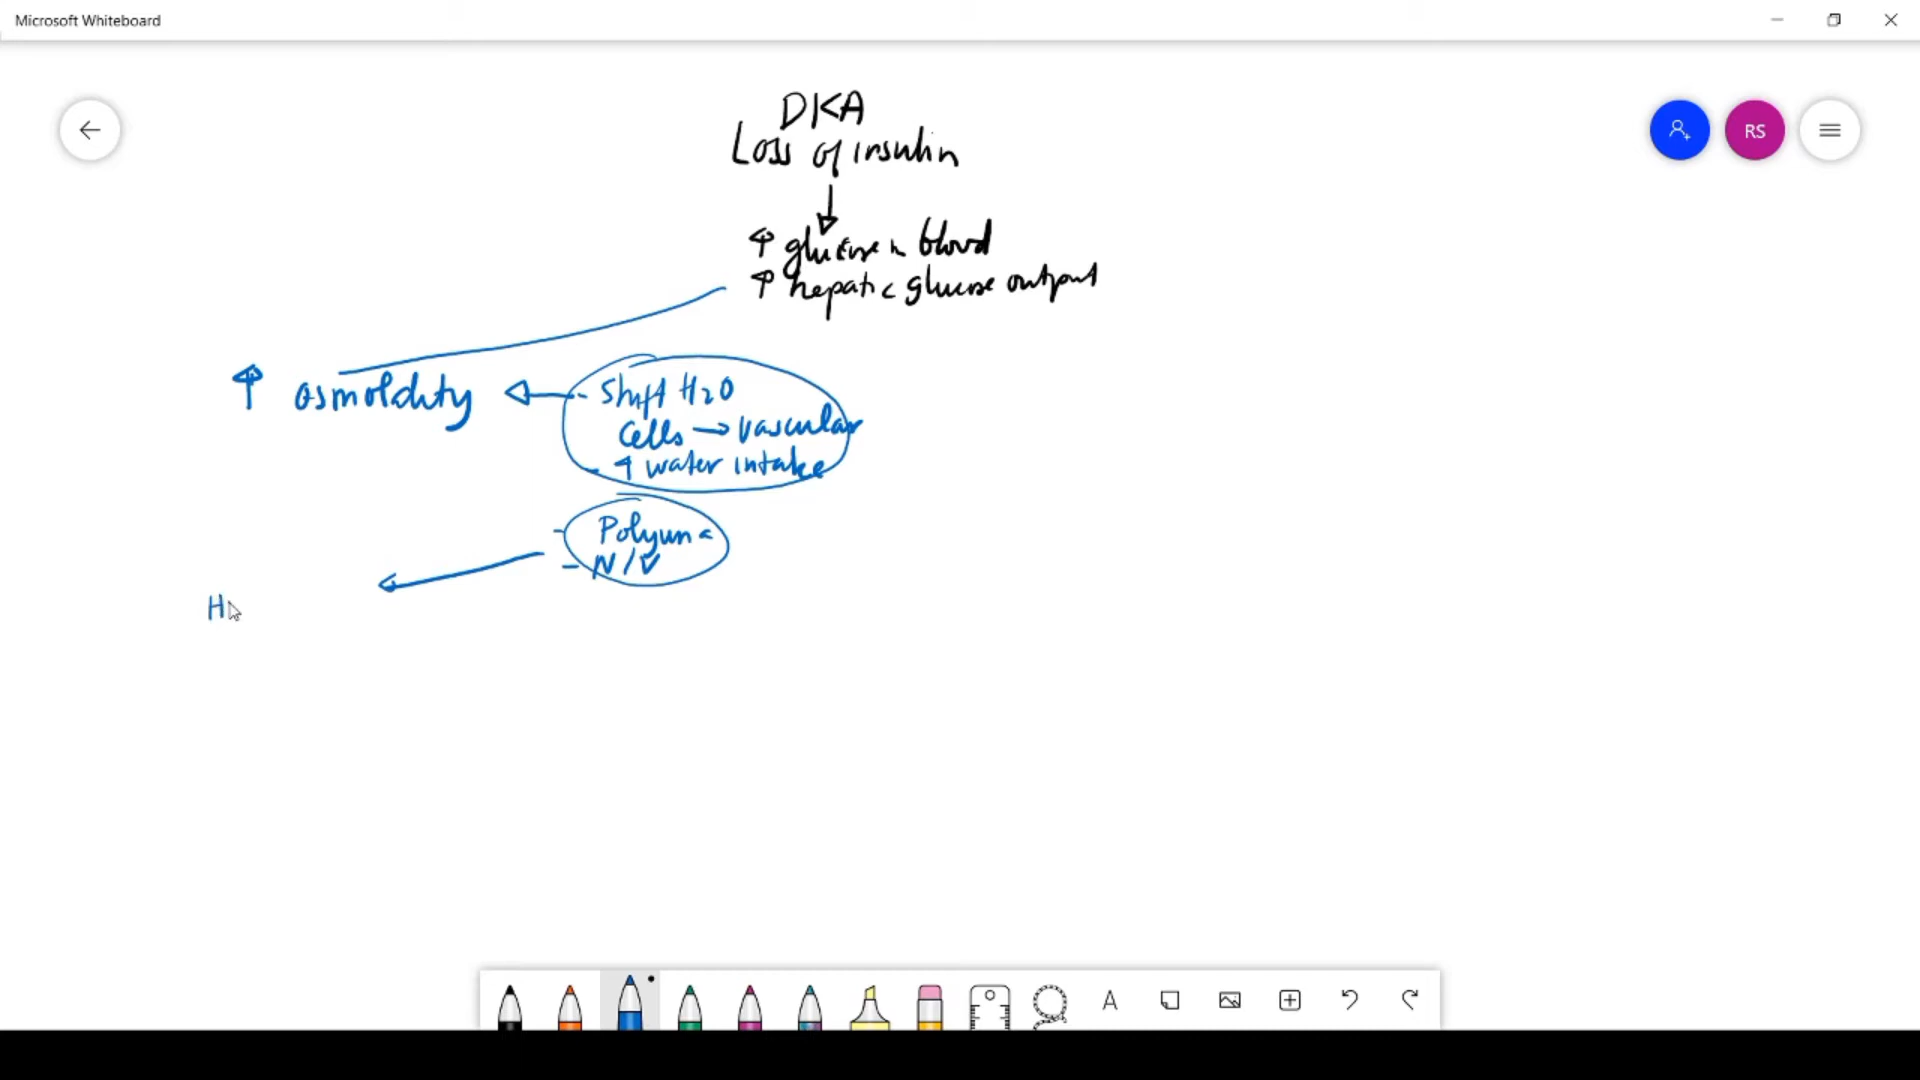 Microsoft Whiteboard
RS
DKA
Loss of insulin
↑ glucose in blood
↑ hepatic glucose output
↑ osmolality
- Shift H2O
Cells → vascular
- ↑ water intake
- Polyuria
- N/V
H
A